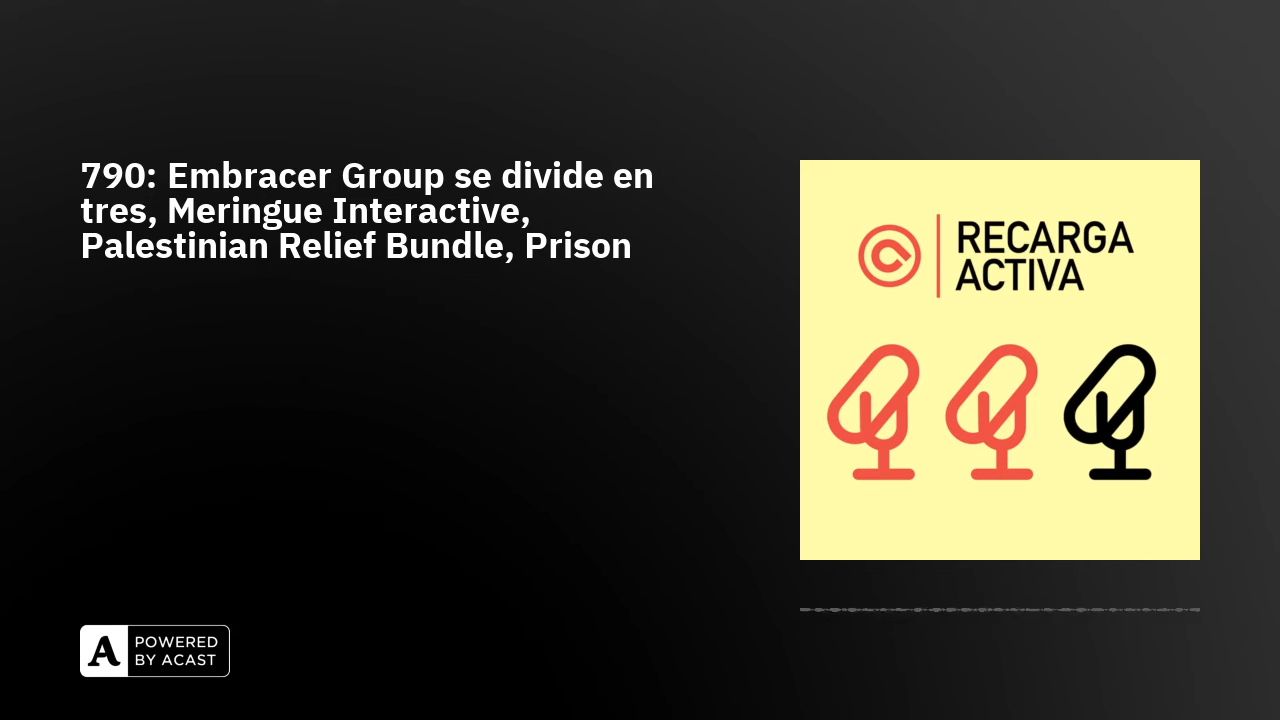 790: Embracer Group se divide en
tres, Meringue Interactive,
Palestinian Relief Bundle, Prison
RECARGA
ACTIVA
A
POWERED
BY ACAST